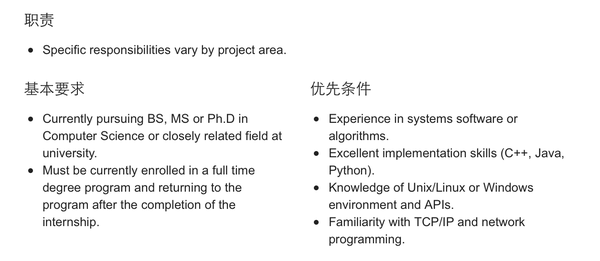 职责
Specific responsibilities vary by project area.
基本要求
Currently pursuing BS, MS or Ph.D in
Computer Science or closely related field at
university.
Must be currently enrolled in a full time
degree program and returning to the
program after the completion of the
internship.
优先条件
Experience in systems software or
algorithms.
Excellent implementation skills (C++, Java,
Python).
Knowledge of Unix/Linux or Windows
environment and APIs.
Familiarity with TCP/IP and network
programming.